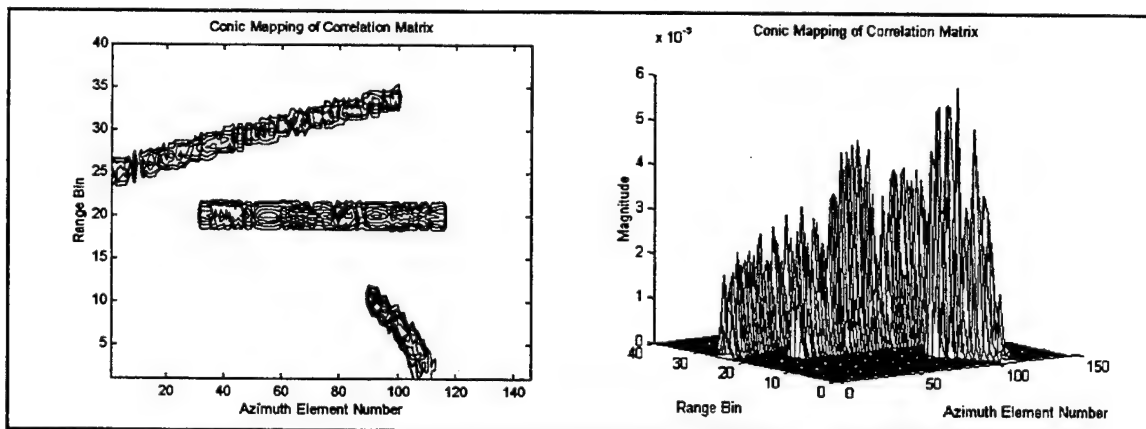 Conic Mapping of Correlation Matrix
40
35
30
25
20
15
10
5
Range Bin
20 40 60 80 100 120 140
Azimuth Element Number
Conic Mapping of Correlation Matrix
x 10⁻⁵
6
5
4
3
2
1
0
Magnitude
40 30 20 10 0
Range Bin
0 50 100 150
Azimuth Element Number